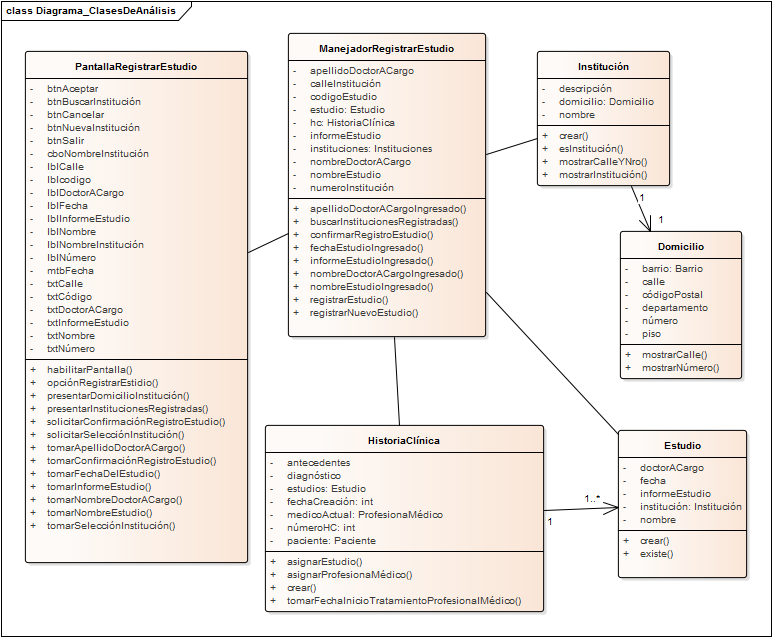 class Diagrama_ClasesDeAnálisis
PantallaRegistrarEstudio
- btnAceptar
- btnBuscarInstitución
- btnCancelar
- btnNuevaInstitución
- btnSalir
- cboNombreInstitución
- lblCalle
- lblcodigo
- lblDoctorACargo
- lblFecha
- lblInformeEstudio
- lblNombre
- lblNombreInstitución
- lblNúmero
- mtbFecha
- txtCalle
- txtCódigo
- txtDoctorACargo
- txtInformeEstudio
- txtNombre
- txtNúmero
+ habilitarPantalla()
+ opciónRegistrarEstidio()
+ presentarDomicilioInstitución()
+ presentarInstitucionesRegistradas()
+ solicitarConfirmaciónRegistroEstudio()
+ solicitarSelecciónInstitución()
+ tomarApellidoDoctorACargo()
+ tomarConfirmaciónRegistroEstudio()
+ tomarFechaDelEstudio()
+ tomarInformeEstudio()
+ tomarNombreDoctorACargo()
+ tomarNombreEstudio()
+ tomarSelecciónInstitución()
ManejadorRegistrarEstudio
- apellidoDoctorACargo
- calleInstitución
- codigoEstudio
- estudio: Estudio
- hc: HistoriaClínica
- informeEstudio
- instituciones: Instituciones
- nombreDoctorACargo
- nombreEstudio
- numeroInstitución
+ apellidoDoctorACargoIngresado()
+ buscarInstitucionesRegistradas()
+ confirmarRegistroEstudio()
+ fechaEstudioIngresado()
+ informeEstudioIngresado()
+ nombreDoctorACargoIngresado()
+ nombreEstudioIngresado()
+ registrarEstudio()
+ registrarNuevoEstudio()
Institución
- descripción
- domicilio: Domicilio
- nombre
+ crear()
+ esInstitución()
+ mostrarCalleYNro()
+ mostrarInstitución()
1
1
Domicilio
- barrio: Barrio
- calle
- códigoPostal
- departamento
- número
- piso
+ mostrarCalle()
+ mostrarNúmero()
HistoriaClínica
- antecedentes
- diagnóstico
- estudios: Estudio
- fechaCreación: int
- medicoActual: ProfesionaMédico
- númeroHC: int
- paciente: Paciente
+ asignarEstudio()
+ asignarProfesionaMédico()
+ crear()
+ tomarFechaInicioTratamientoProfesionalMédico()
1..*
1
Estudio
- doctorACargo
- fecha
- informeEstudio
- institución: Institución
- nombre
+ crear()
+ existe()